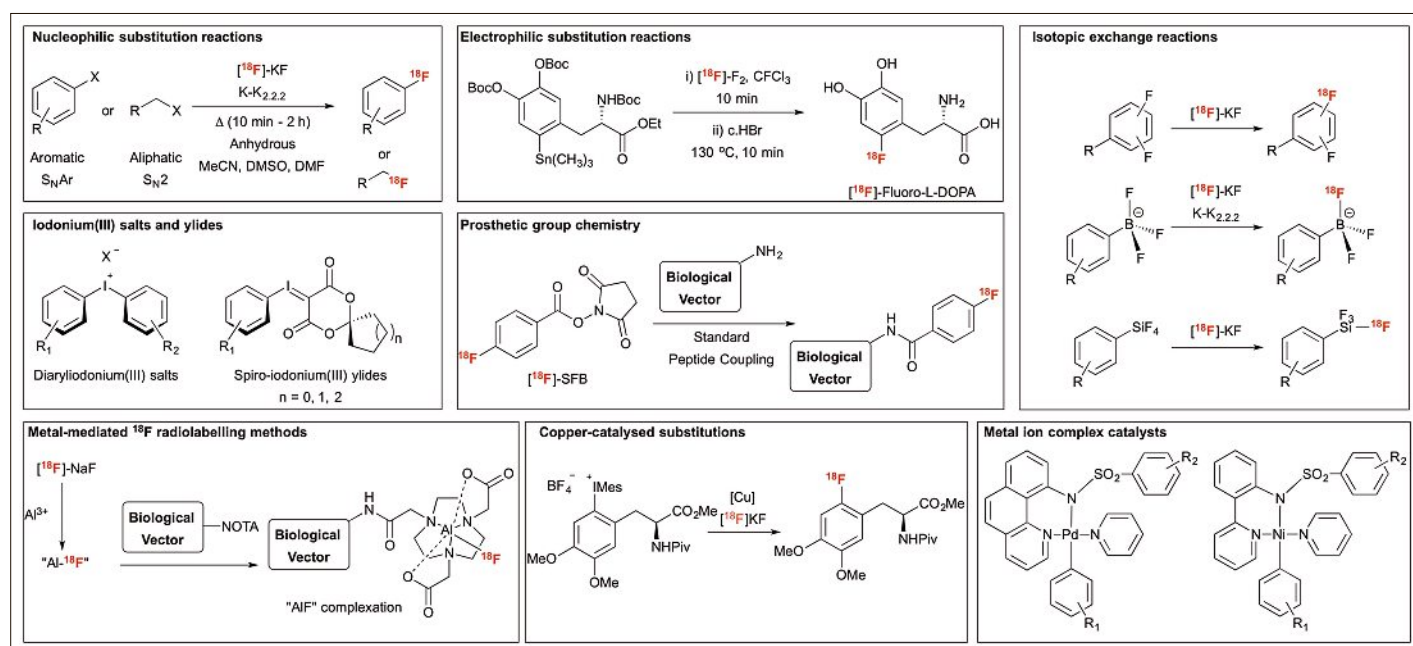 Nucleophilic substitution reactions
X
R
or
R
X
Aromatic
SNAr
Aliphatic
SN2
[18F]-KF
K-K2.2.2
Δ (10 min - 2 h)
Anhydrous
MeCN, DMSO, DMF
18F
R
or
R
18F
Electrophilic substitution reactions
OBoc
BocO
NHBoc
OEt
O
Sn(CH3)3
i) [18F]-F2, CFCl3
10 min
ii) c.HBr
130 ºC, 10 min
OH
HO
NH2
OH
O
18F
[18F]-Fluoro-L-DOPA
Isotopic exchange reactions
F
F
R
[18F]-KF
18F
F
R
F
B
F
F
R
[18F]-KF
K-K2.2.2
18F
B
F
F
R
SiF4
R
[18F]-KF
F3
Si
18F
R
Iodonium(III) salts and ylides
X−
I
+
R1
R2
Diaryliodonium(III) salts
O
I
O
O
O
R1
n
Spiro-iodonium(III) ylides
n = 0, 1, 2
Prosthetic group chemistry
O
O
N
O
O
18F
[18F]-SFB
Biological
Vector
NH2
Standard
Peptide Coupling
18F
H
N
O
Biological
Vector
Metal-mediated 18F radiolabelling methods
[18F]-NaF
Al3+
"Al-18F"
Biological
Vector
NOTA
Biological
Vector
H
N
O
O
O
N
Al
N
N
18F
O
O
"AlF" complexation
Copper-catalysed substitutions
BF4
−
+
IMes
CO2Me
NHPiv
MeO
OMe
[Cu]
[18F]KF
18F
CO2Me
NHPiv
MeO
OMe
Metal ion complex catalysts
R2
SO2
N
N
Pd
N
R1
R2
SO2
N
N
Ni
N
R1